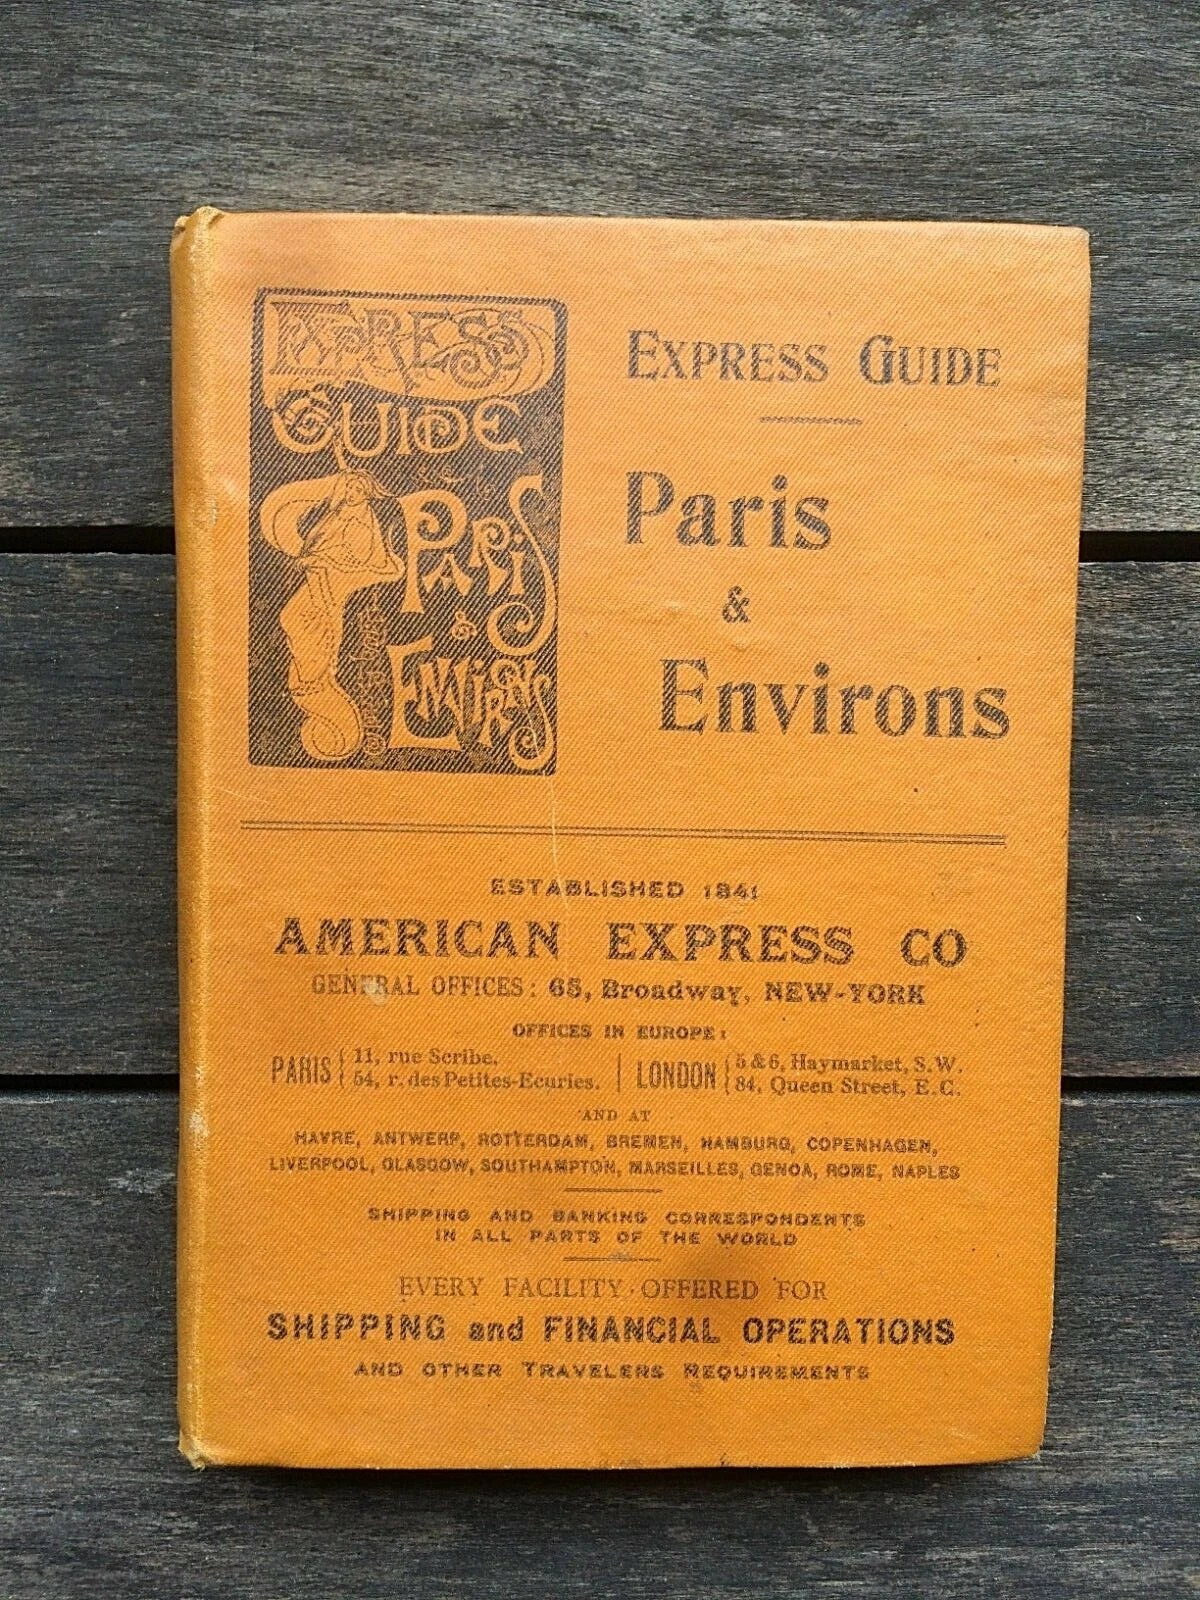 EXPRESS
GUIDE
PARIS
&
ENVIRONS
EXPRESS GUIDE
Paris
&
Environs
ESTABLISHED 1841
AMERICAN EXPRESS CO
GENERAL OFFICES: 65, Broadway, NEW-YORK
OFFICES IN EUROPE:
PARIS { 11, rue Scribe. | LONDON { 5 & 6, Haymarket, S.W.
54, r. des Petites-Ecuries. 84, Queen Street, E.C.
AND AT
HAVRE, ANTWERP, ROTTERDAM, BREMEN, HAMBURG, COPENHAGEN,
LIVERPOOL, GLASGOW, SOUTHAMPTON, MARSEILLES, GENOA, ROME, NAPLES
SHIPPING AND BANKING CORRESPONDENTS
IN ALL PARTS OF THE WORLD
EVERY FACILITY OFFERED FOR
SHIPPING and FINANCIAL OPERATIONS
AND OTHER TRAVELERS REQUIREMENTS